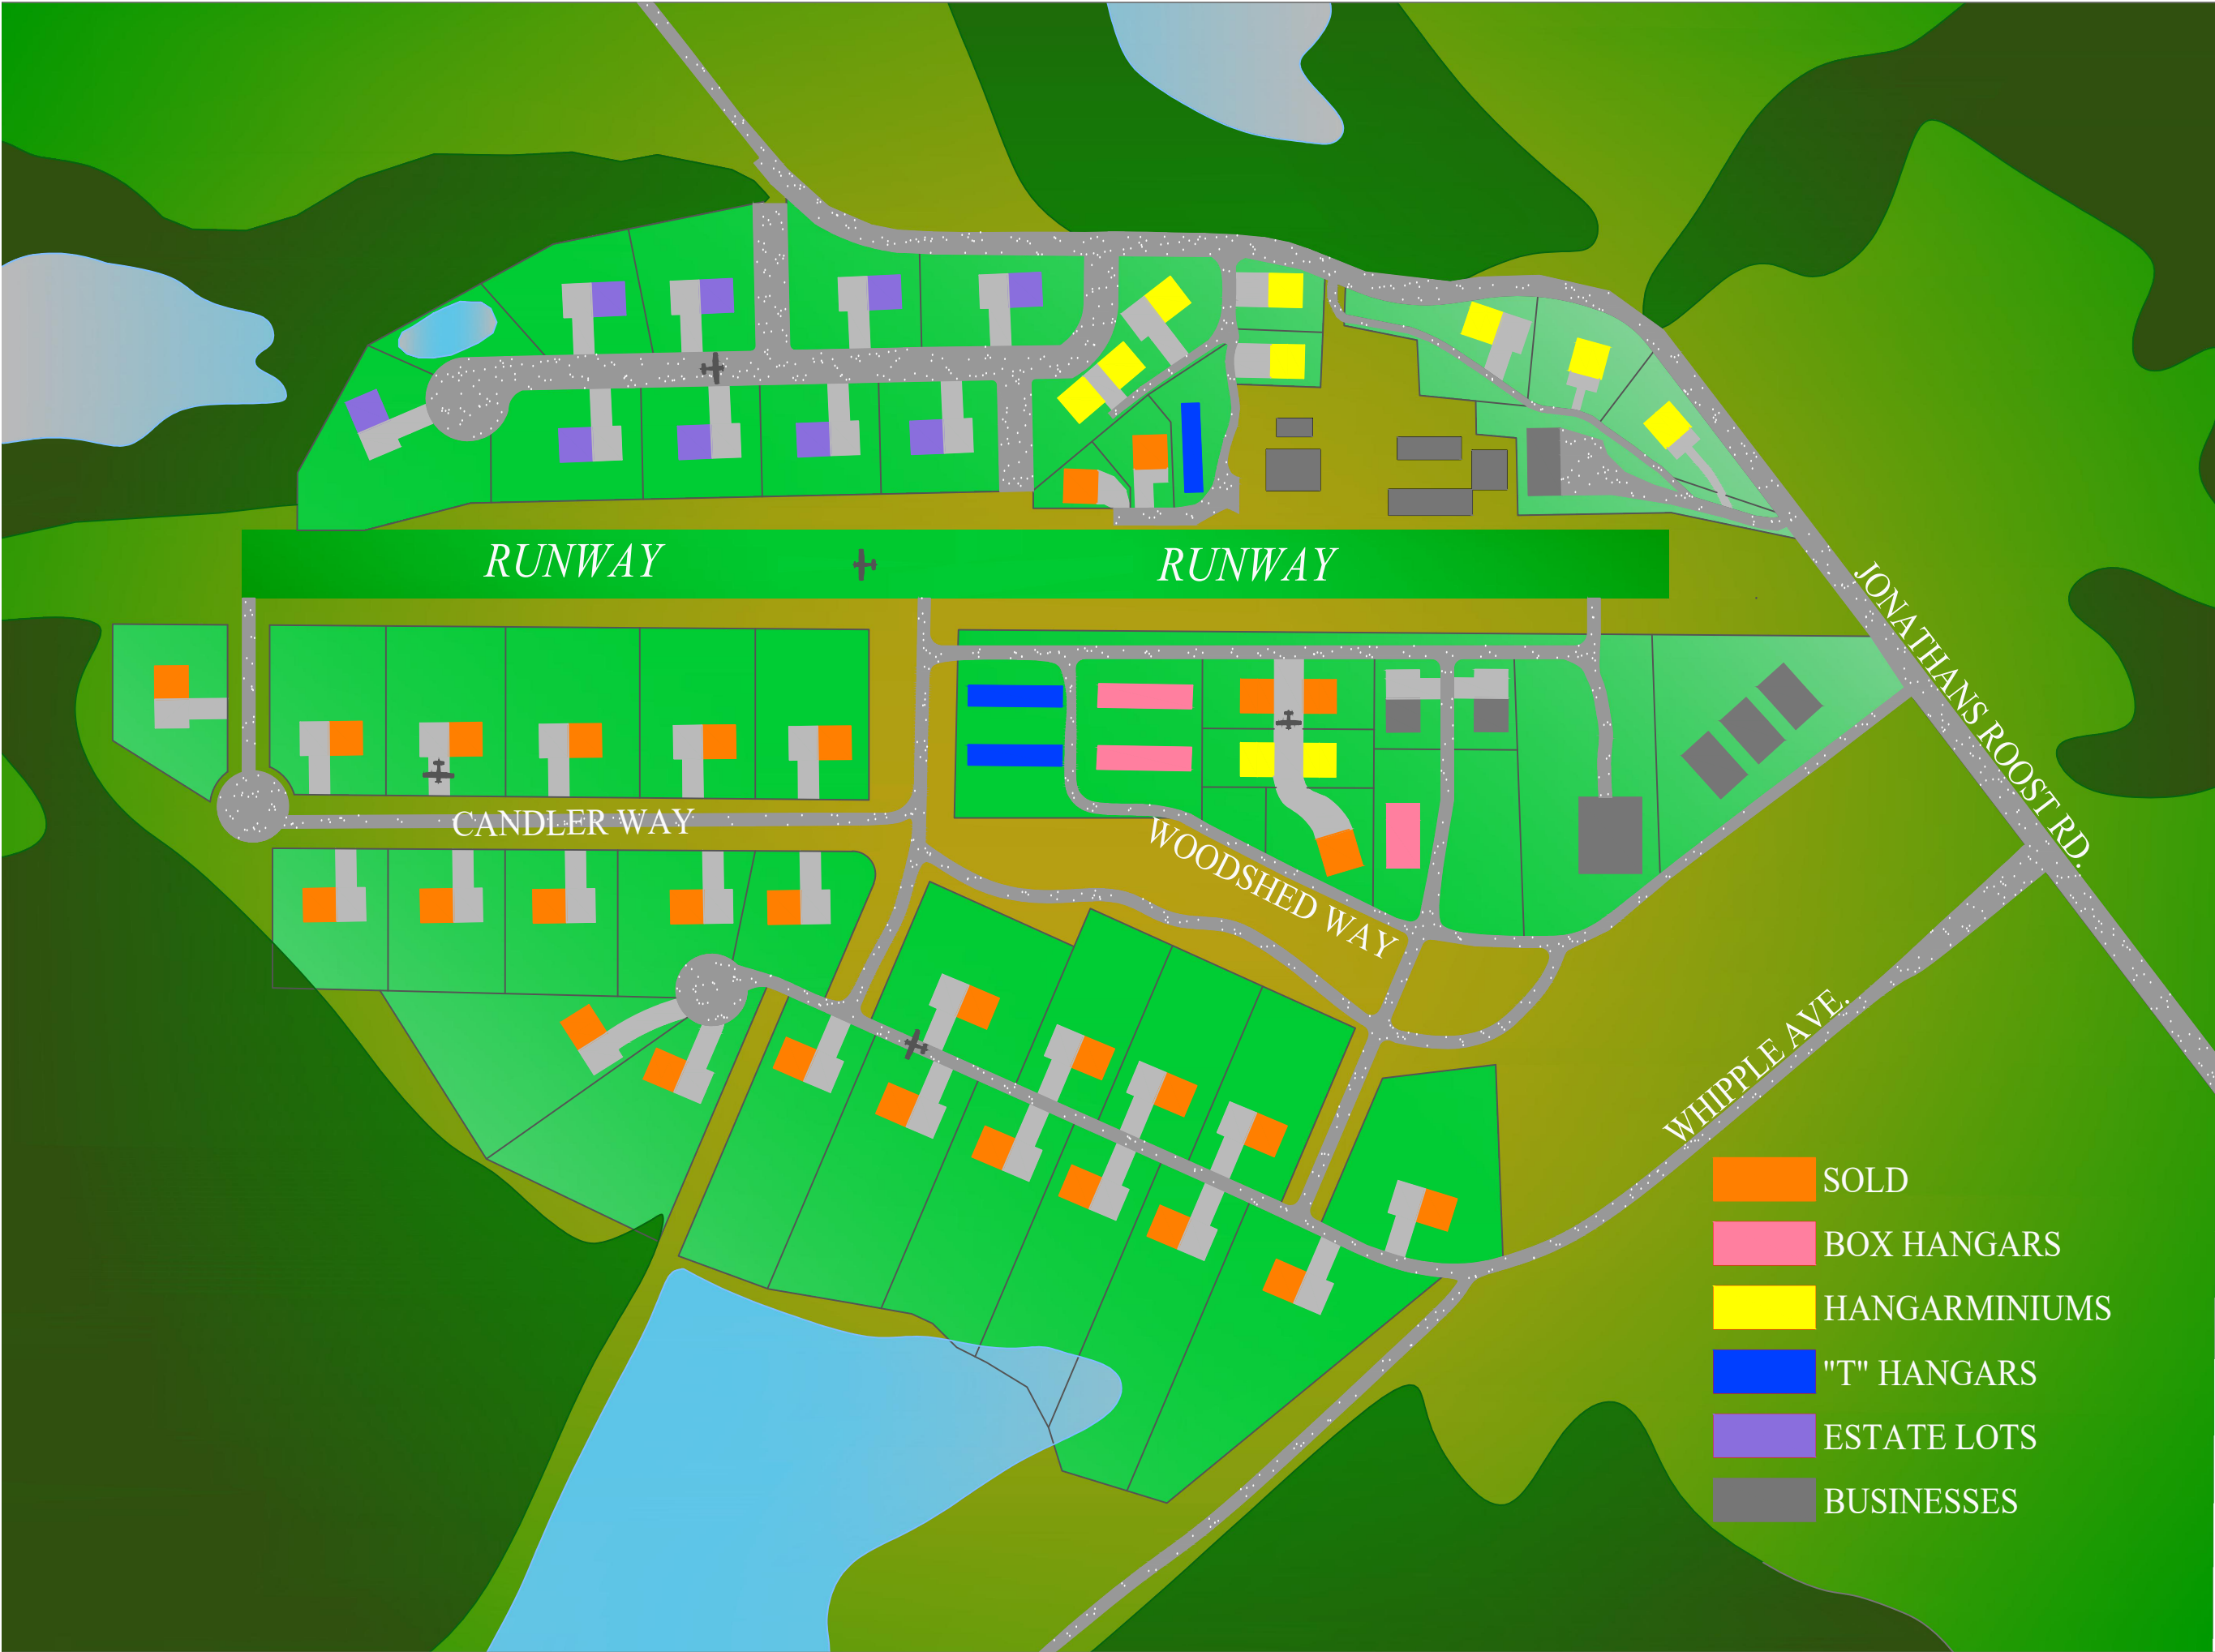 RUNWAY
RUNWAY
JONATHANS ROOST RD.
CANDLER WAY
WOODSHED WAY
WHIPPLE AVE.
SOLD
BOX HANGARS
HANGARMINIUMS
"T" HANGARS
ESTATE LOTS
BUSINESSES